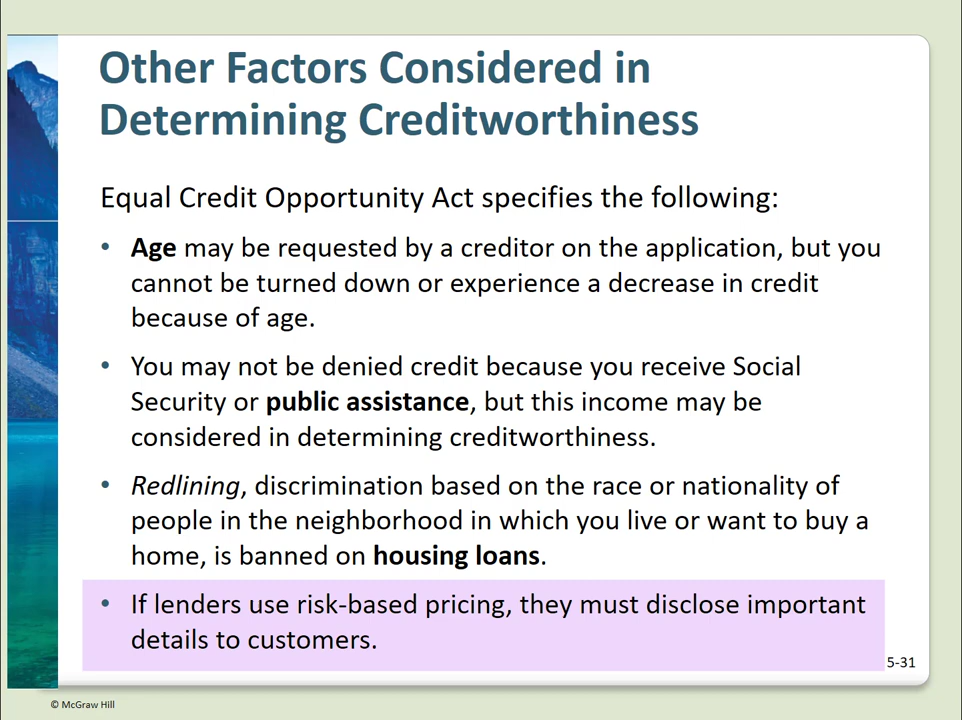 Other Factors Considered in
Determining Creditworthiness
Equal Credit Opportunity Act specifies the following:
• Age may be requested by a creditor on the application, but you
cannot be turned down or experience a decrease in credit
because of age.
• You may not be denied credit because you receive Social
Security or public assistance, but this income may be
considered in determining creditworthiness.
• Redlining, discrimination based on the race or nationality of
people in the neighborhood in which you live or want to buy a
home, is banned on housing loans.
• If lenders use risk-based pricing, they must disclose important
details to customers.
5-31
© McGraw Hill